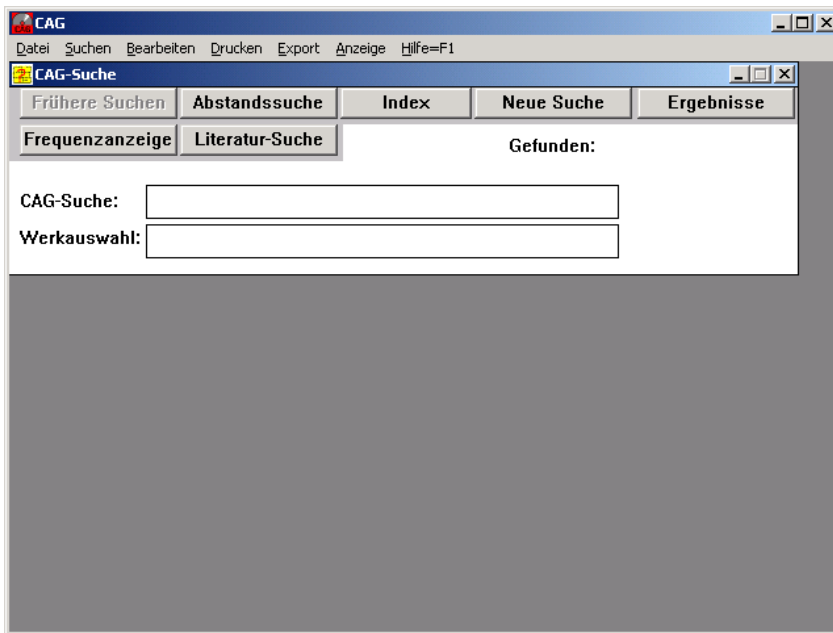 CAG
Datei Suchen Bearbeiten Drucken Export Anzeige Hilfe=F1
CAG-Suche
Frühere Suchen Abstandssuche Index Neue Suche Ergebnisse
Frequenzanzeige Literatur-Suche Gefunden:
CAG-Suche:
Werkauswahl: